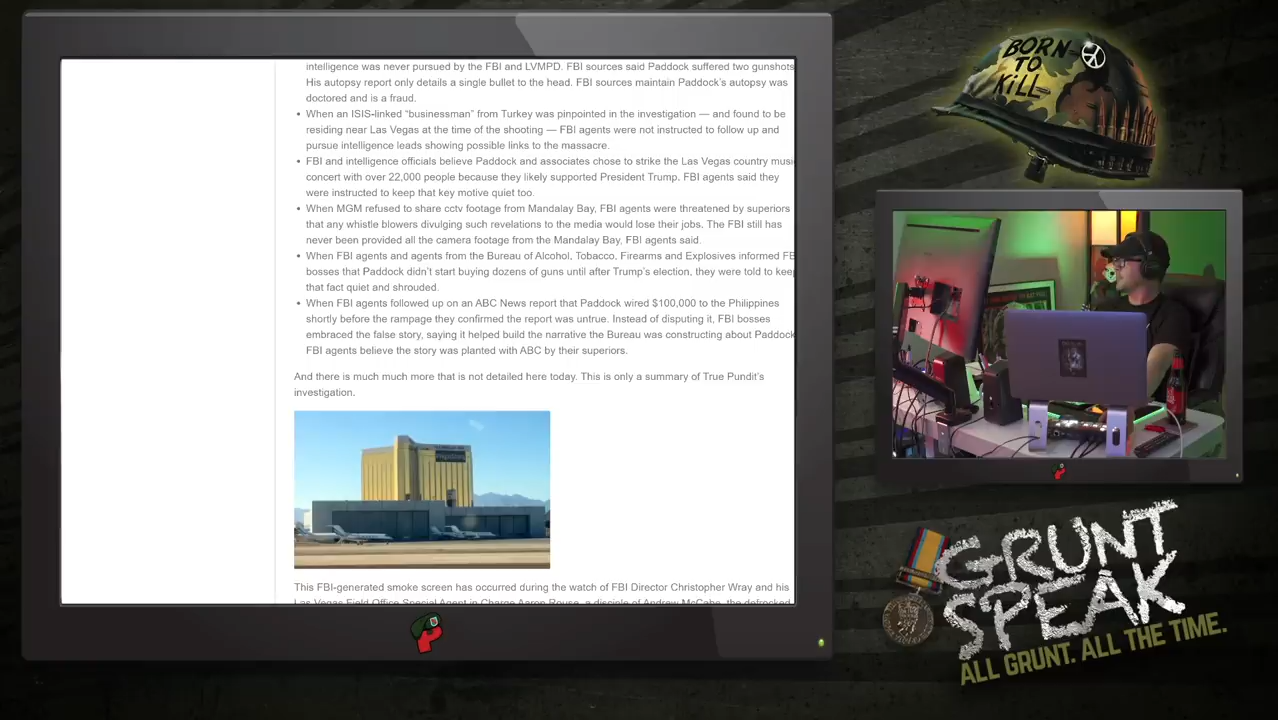 intelligence was never pursued by the FBI and LVMPD. FBI sources said Paddock suffered two gunshots
His autopsy report only details a single bullet to the head. FBI sources maintain Paddock's autopsy was
doctored and is a fraud.
• When an ISIS-linked “businessman” from Turkey was pinpointed in the investigation — and found to be
residing near Las Vegas at the time of the shooting — FBI agents were not instructed to follow up and
pursue intelligence leads showing possible links to the massacre.
• FBI and intelligence officials believe Paddock and associates chose to strike the Las Vegas country musi
concert with over 22,000 people because they likely supported President Trump. FBI agents said they
were instructed to keep that key motive quiet too.
• When MGM refused to share cctv footage from Mandalay Bay, FBI agents were threatened by superiors
that any whistle blowers divulging such revelations to the media would lose their jobs. The FBI still has
never been provided all the camera footage from the Mandalay Bay, FBI agents said.
• When FBI agents and agents from the Bureau of Alcohol, Tobacco, Firearms and Explosives informed FB
bosses that Paddock didn't start buying dozens of guns until after Trump's election, they were told to keep
that fact quiet and shrouded.
• When FBI agents followed up on an ABC News report that Paddock wired $100,000 to the Philippines
shortly before the rampage they confirmed the report was untrue. Instead of disputing it, FBI bosses
embraced the false story, saying it helped build the narrative the Bureau was constructing about Paddock
FBI agents believe the story was planted with ABC by their superiors.
And there is much much more that is not detailed here today. This is only a summary of True Pundit's
investigation.
This FBI-generated smoke screen has occurred during the watch of FBI Director Christopher Wray and his
Las Vegas Field Office Special Agent in Charge Aaron Rouse, a disciple of Andrew McCabe, the defrocked
BORN
TO
KILL
GRUNT
SPEAK
ALL GRUNT. ALL THE TIME.